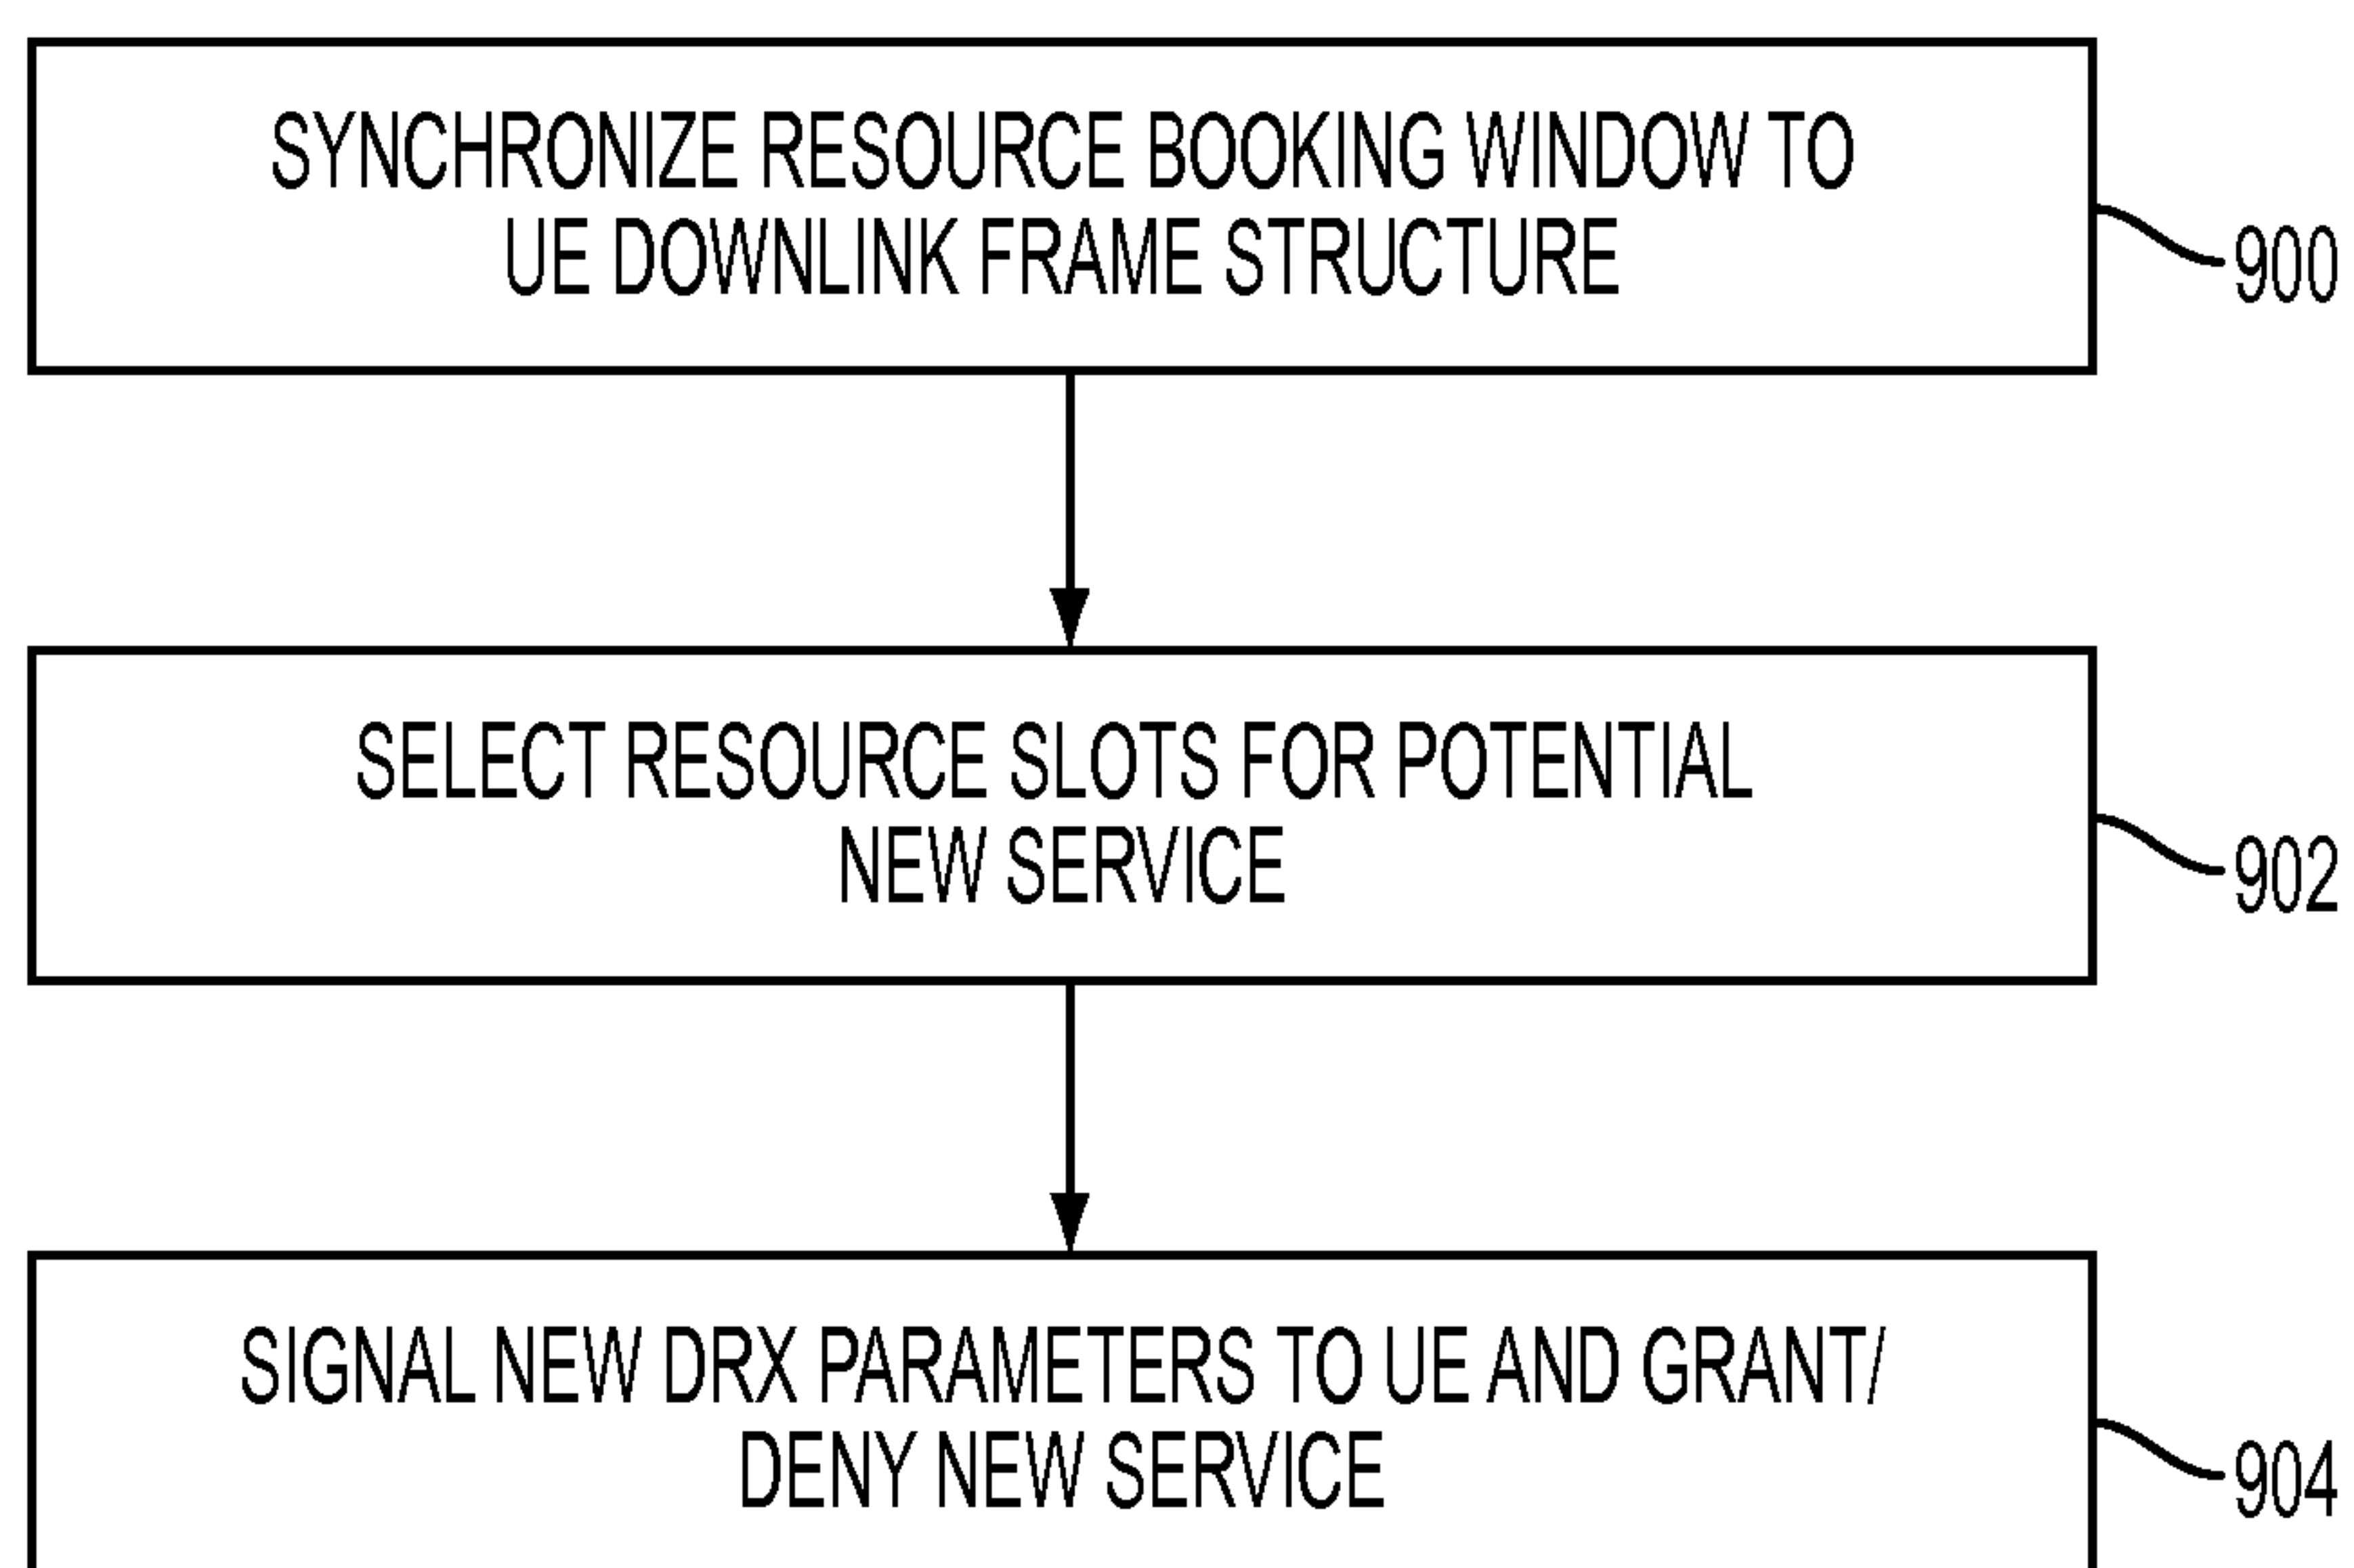 SYNCHRONIZE RESOURCE BOOKING WINDOW TO
UE DOWNLINK FRAME STRUCTURE
900
SELECT RESOURCE SLOTS FOR POTENTIAL
NEW SERVICE
902
SIGNAL NEW DRX PARAMETERS TO UE AND GRANT/
DENY NEW SERVICE
904